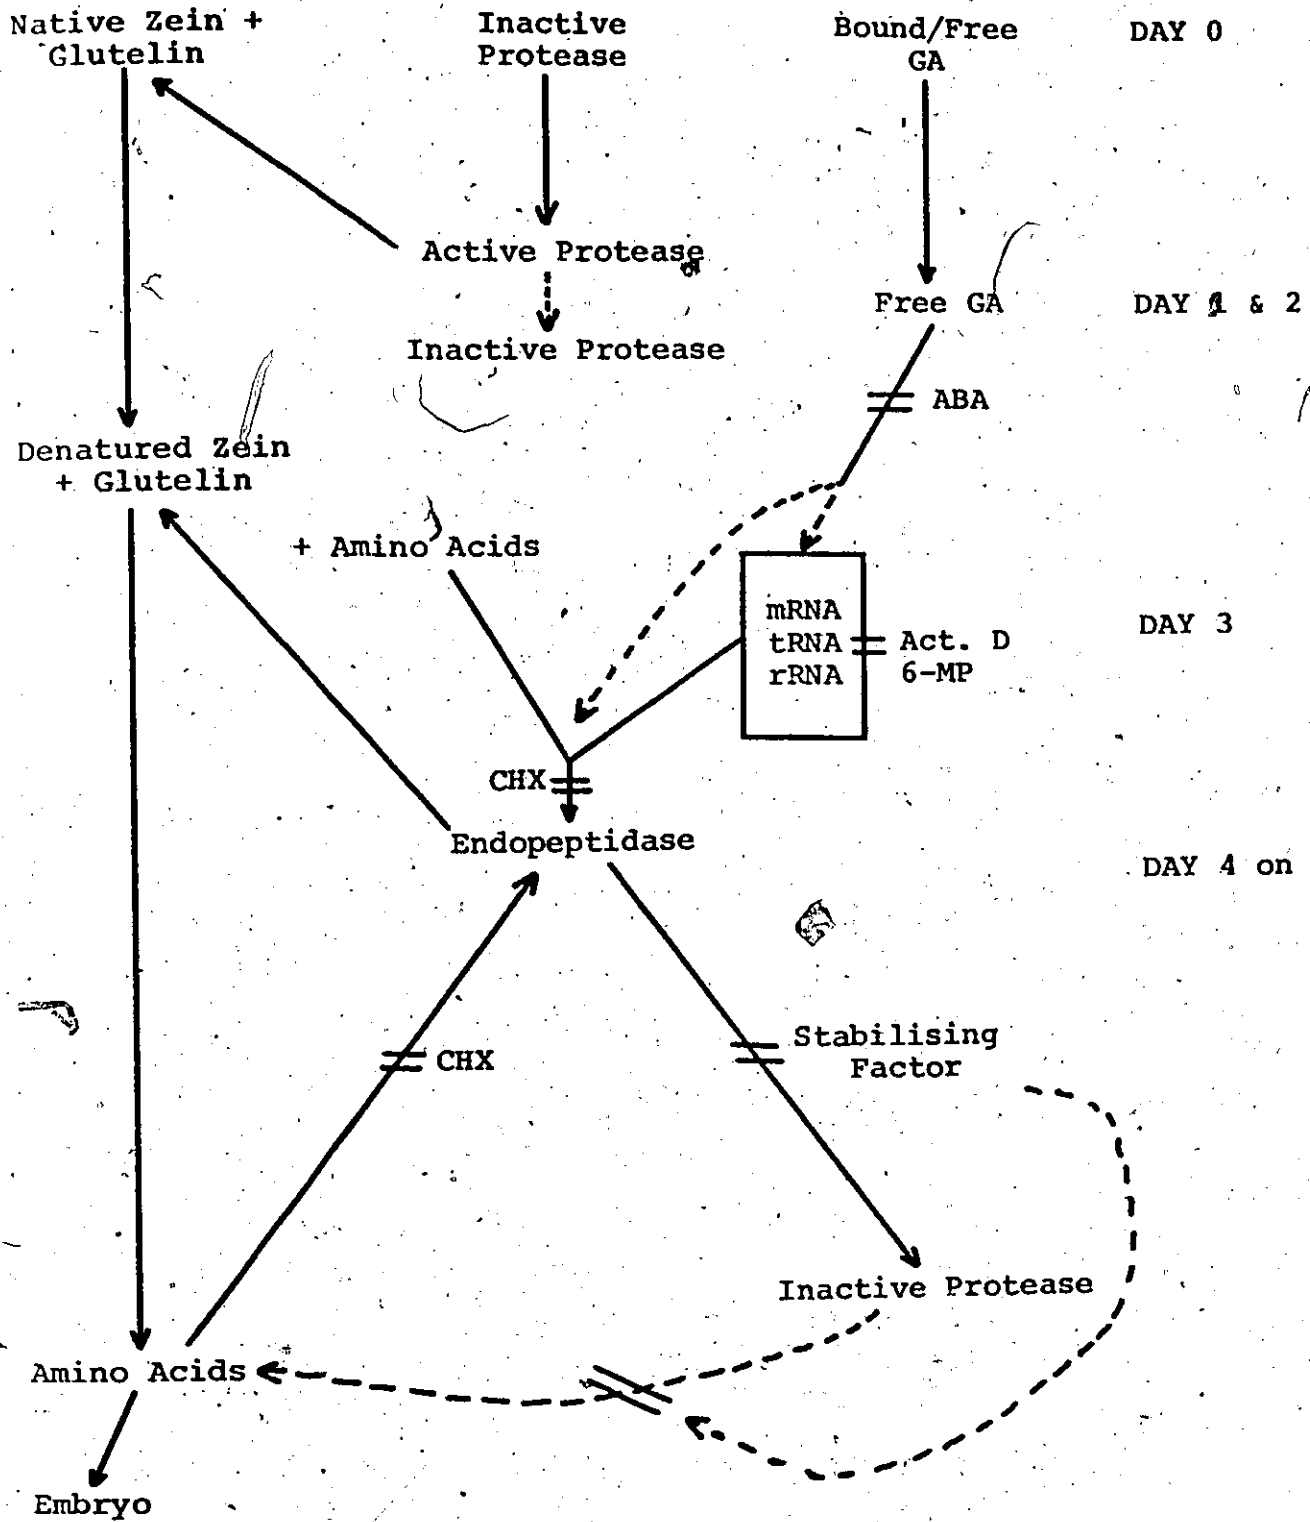 Native Zein +
Glutelin
Inactive
Protease
Bound/Free
GA
DAY 0
Active Protease
Free GA
DAY 1 & 2
Inactive Protease
ABA
Denatured Zein
+ Glutelin
+ Amino Acids
mRNA
tRNA
rRNA
Act. D
6-MP
DAY 3
CHX
Endopeptidase
DAY 4 on
Stabilising
Factor
CHX
Inactive Protease
Amino Acids
Embryo